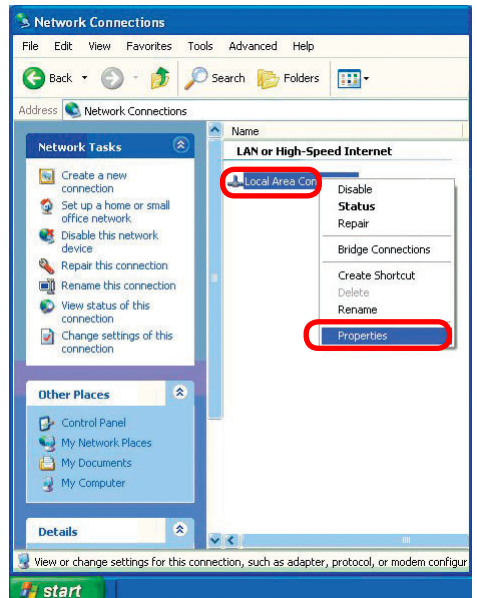 Network Connections
File Edit View Favorites Tools Advanced Help
Back Search Folders
Address Network Connections
Network Tasks
Create a new
connection
Set up a home or small
office network
Disable this network
device
Repair this connection
Rename this connection
View status of this
connection
Change settings of this
connection
Other Places
Control Panel
My Network Places
My Documents
My Computer
Details
Name
LAN or High-Speed Internet
Local Area Con
Disable
Status
Repair
Bridge Connections
Create Shortcut
Delete
Rename
Properties
View or change settings for this connection, such as adapter, protocol, or modem configur
start